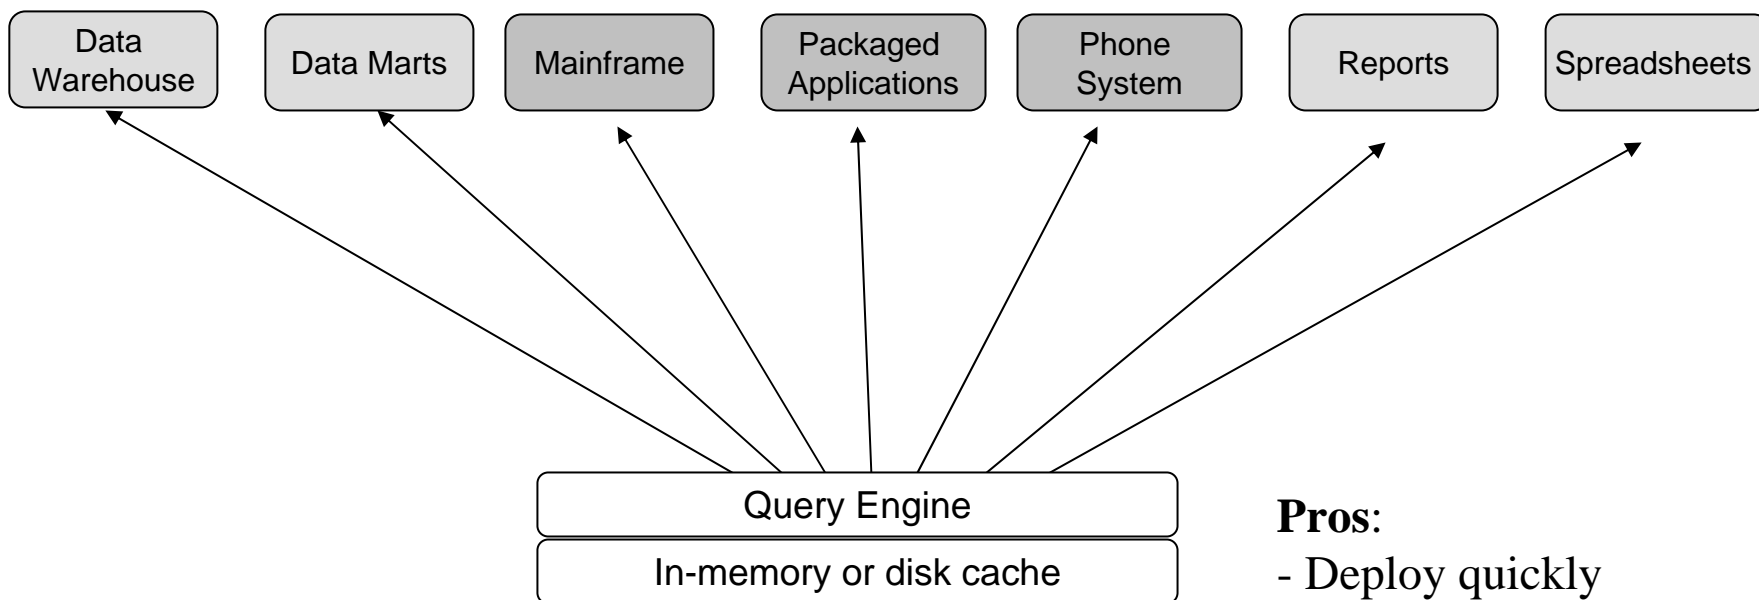 Data
Warehouse
Data Marts
Mainframe
Packaged
Applications
Phone
System
Reports
Spreadsheets
Query Engine
In-memory or disk cache
Pros:
- Deploy quickly